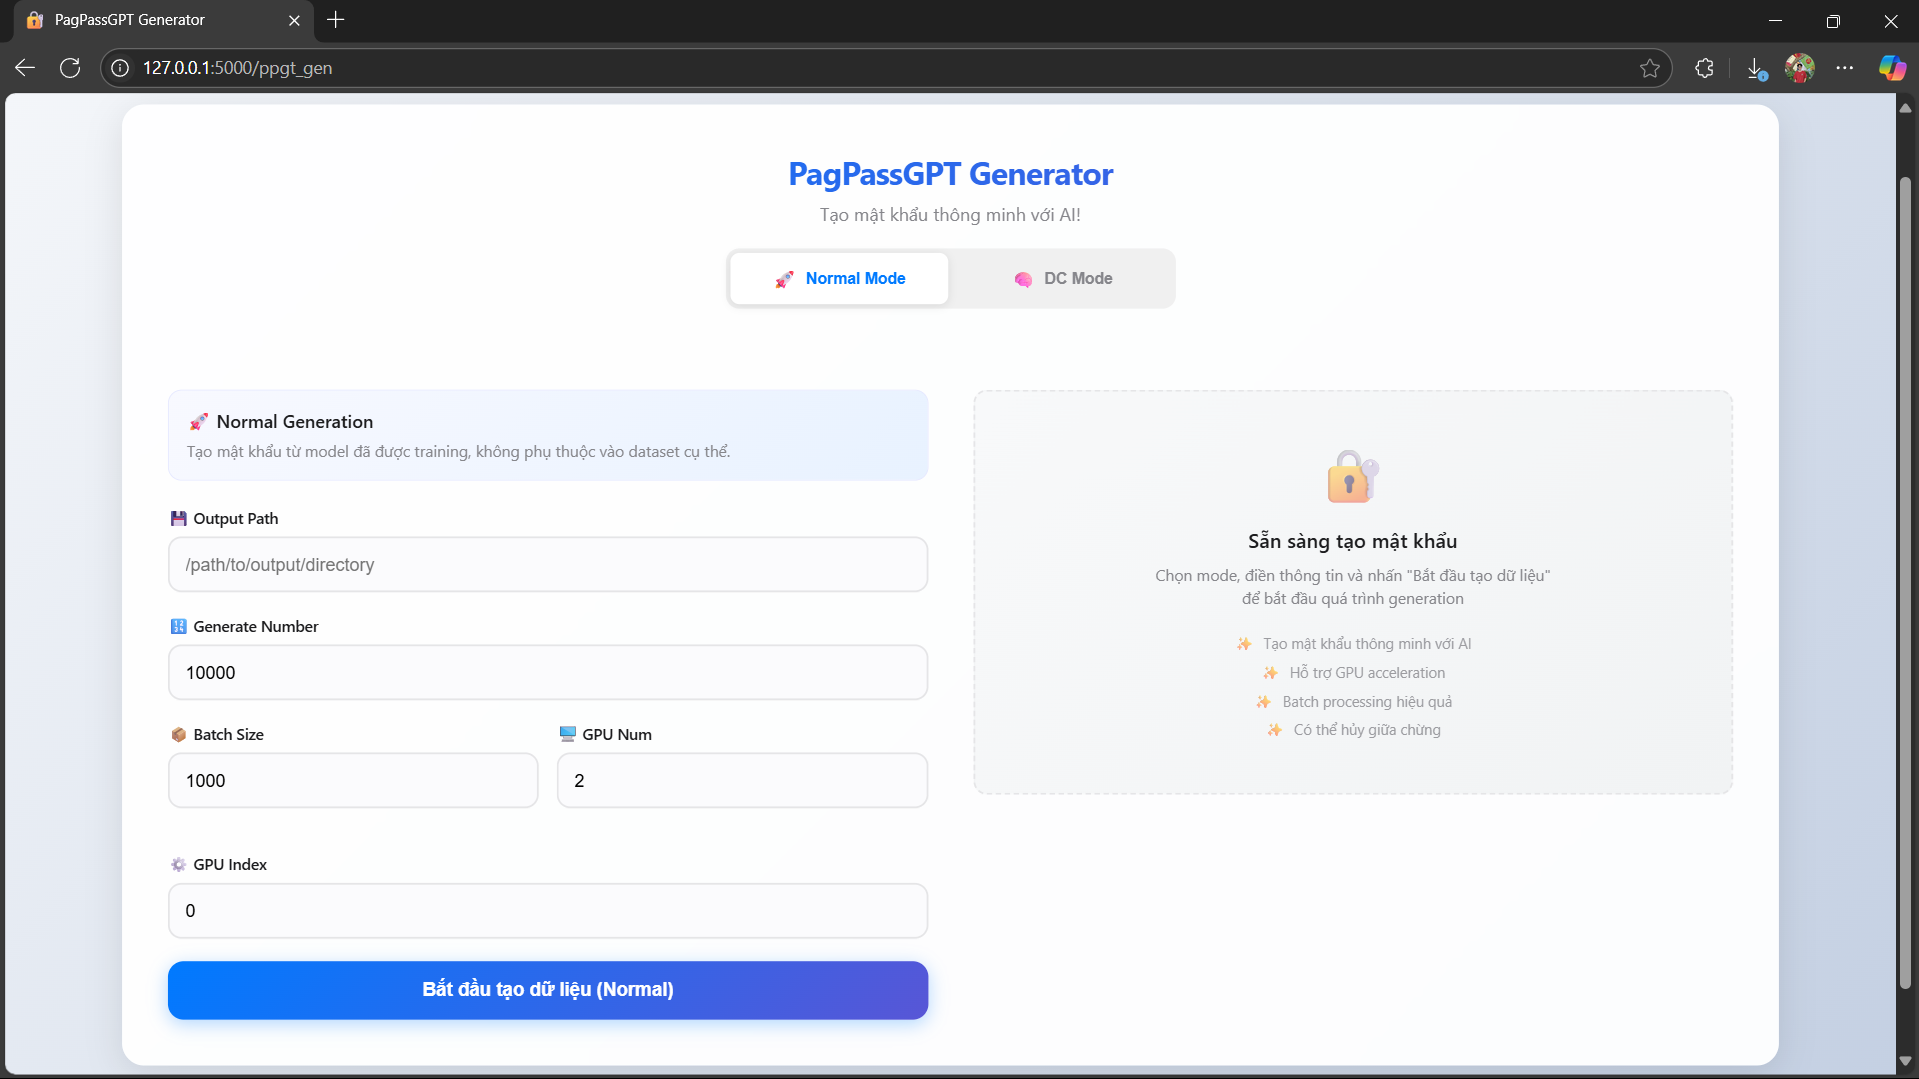 PagPassGPT Generator
127.0.0.1:5000/ppgt_gen
PagPassGPT Generator
Tạo mật khẩu thông minh với AI!
Normal Mode
DC Mode
Normal Generation
Tạo mật khẩu từ model đã được training, không phụ thuộc vào dataset cụ thể.
Output Path
/path/to/output/directory
Generate Number
10000
Batch Size
GPU Num
1000
2
GPU Index
0
Bắt đầu tạo dữ liệu (Normal)
Sẵn sàng tạo mật khẩu
Chọn mode, điền thông tin và nhấn "Bắt đầu tạo dữ liệu"
để bắt đầu quá trình generation
Tạo mật khẩu thông minh với AI
Hỗ trợ GPU acceleration
Batch processing hiệu quả
Có thể hủy giữa chừng